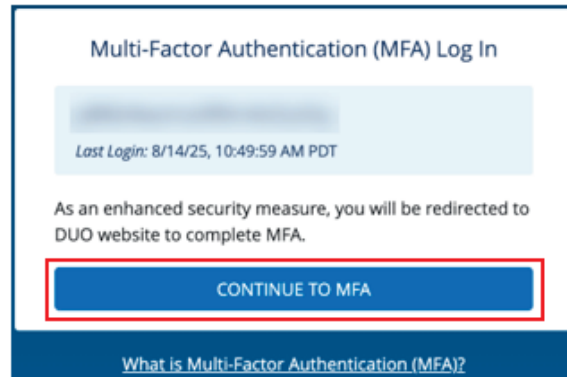 Multi-Factor Authentication (MFA) Log In
Last Login: 8/14/25, 10:49:59 AM PDT
As an enhanced security measure, you will be redirected to
DUO website to complete MFA.
CONTINUE TO MFA
What is Multi-Factor Authentication (MFA)?